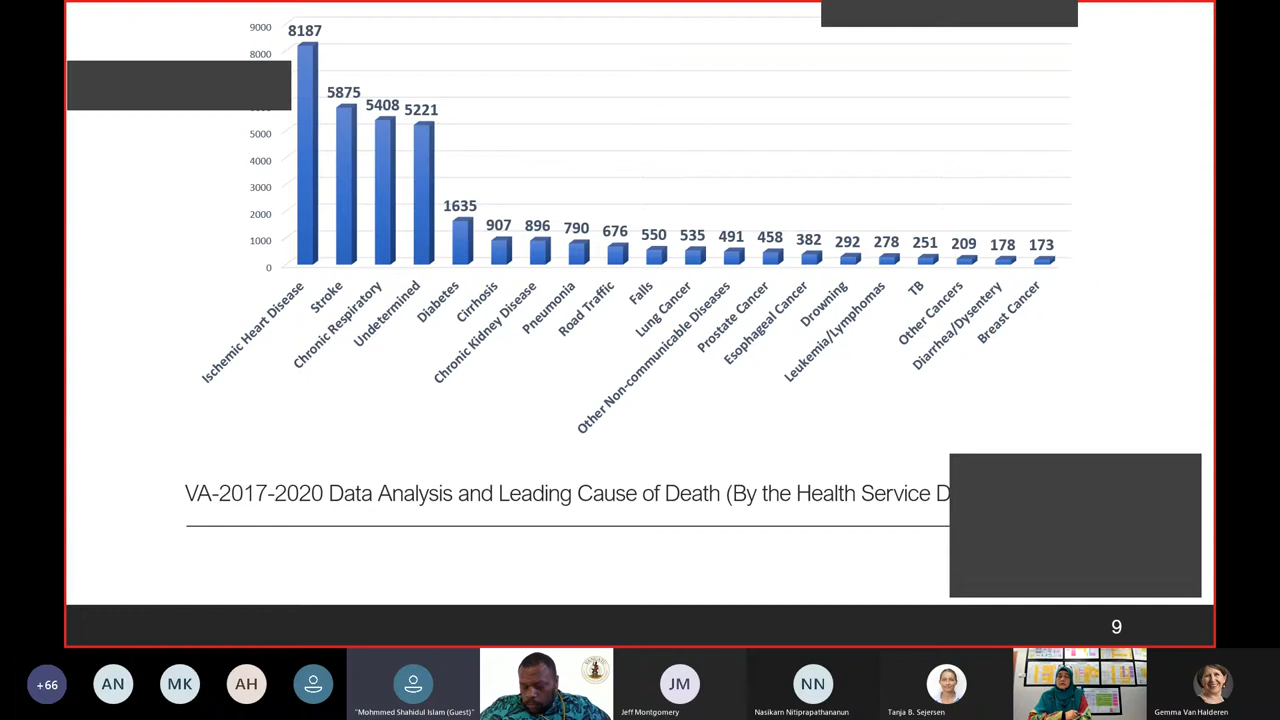 9000
8000
5000
4000
3000
2000
1000
0
8187
5875
5408
5221
1635
907
896
790
676
550
535
491
458
382
292
278
251
209
178
173
Ischemic Heart Disease
Stroke
Chronic Respiratory
Undetermined
Diabetes
Cirrhosis
Chronic Kidney Disease
Pneumonia
Road Traffic
Falls
Lung Cancer
Other Non-communicable Diseases
Prostate Cancer
Esophageal Cancer
Drowning
Leukemia/Lymphomas
TB
Other Cancers
Diarrhea/Dysentery
Breast Cancer
VA-2017-2020 Data Analysis and Leading Cause of Death (By the Health Service D
9
+66
AN
MK
AH
"Mohmmed Shahidul Islam (Guest)"
JM
Jeff Montgomery
NN
Nasikarn Nitiprapathananun
Tanja B. Sejersen
Gemma Van Halderen